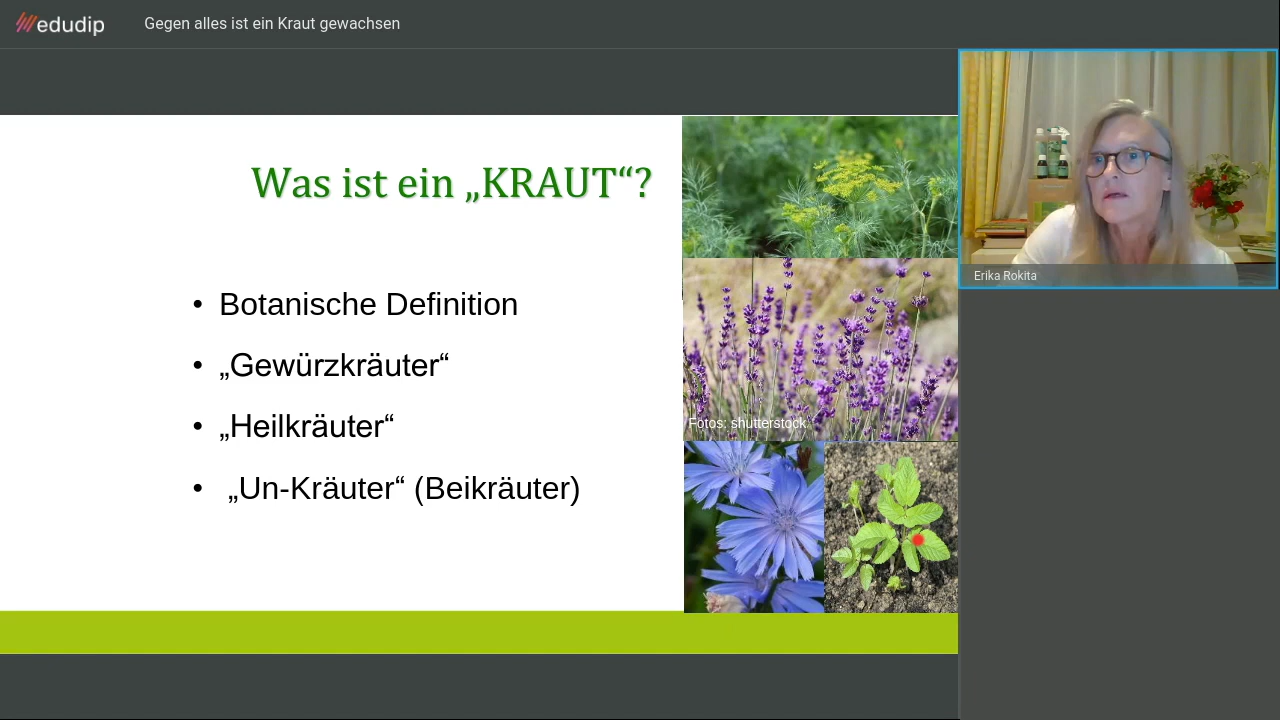 edudip
Gegen alles ist ein Kraut gewachsen
Was ist ein „KRAUT“?
• Botanische Definition
• „Gewürzkräuter“
• „Heilkräuter“
• „Un-Kräuter“ (Beikräuter)
Fotos: shutterstock
Erika Rokita